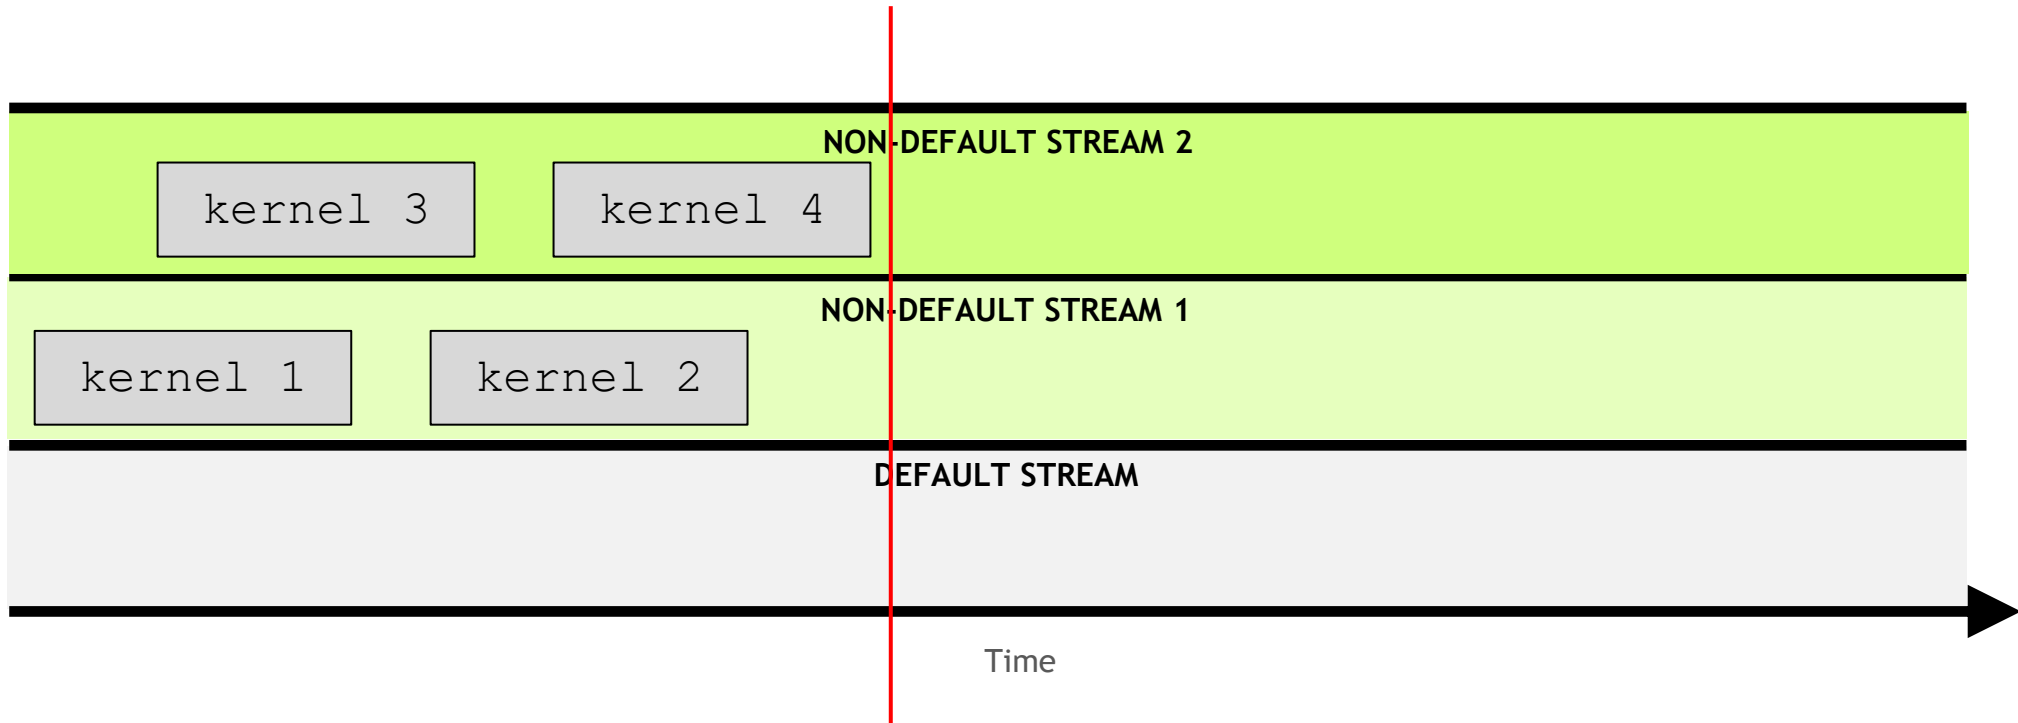 NON-DEFAULT STREAM 2
kernel 3
kernel 4
NON-DEFAULT STREAM 1
kernel 1
kernel 2
DEFAULT STREAM
Time